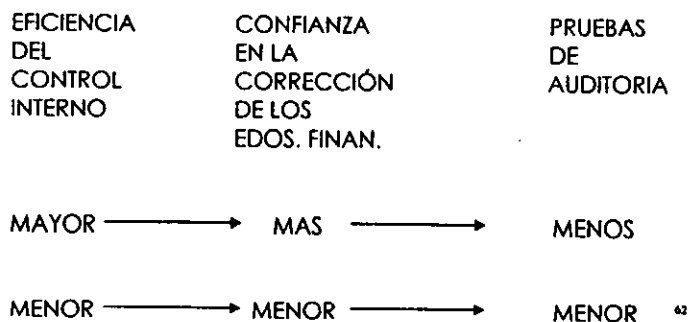 EFICIENCIA
DEL
CONTROL
INTERNO
CONFIANZA
EN LA
CORRECCIÓN
DE LOS
EDOS. FINAN.
PRUEBAS
DE
AUDITORIA
MAYOR MAS MENOS
MENOR MENOR MENOR 62